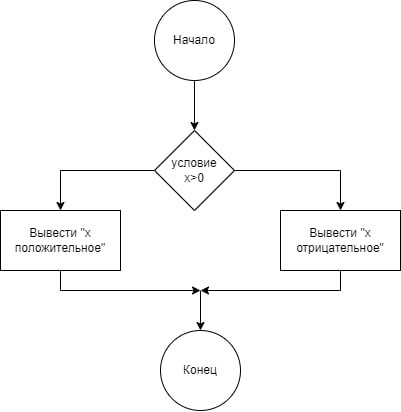 Начало
условие
x>0
Вывести "x
положительное"
Вывести "x
отрицательное"
Конец